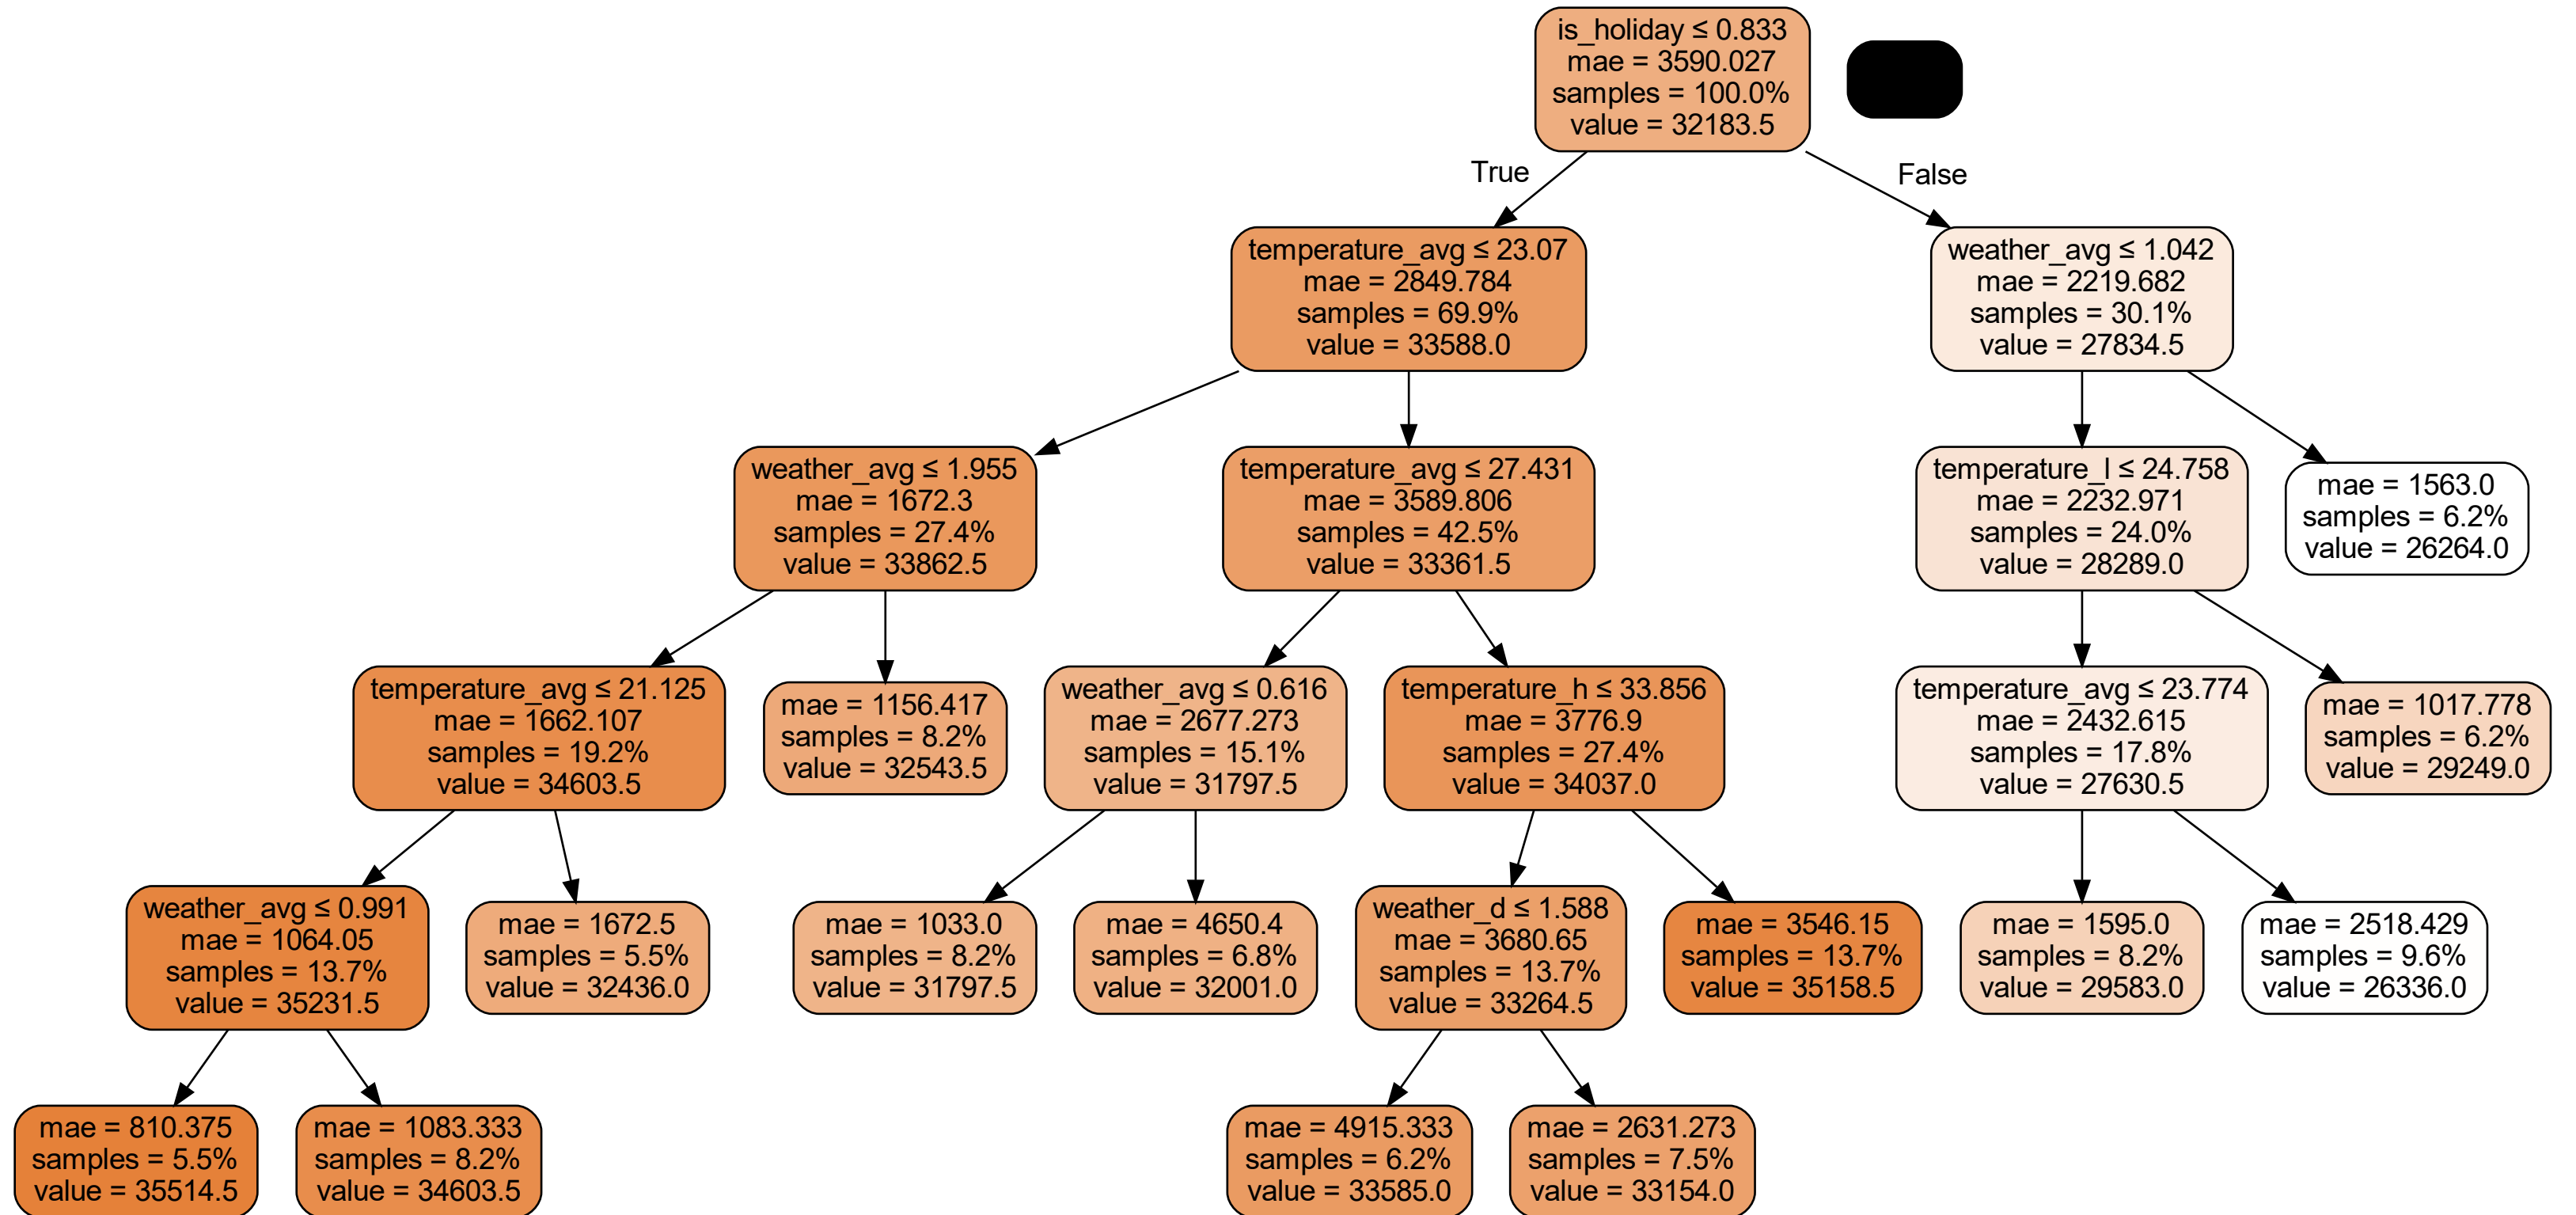 is_holiday ≤ 0.833
mae = 3590.027
samples = 100.0%
value = 32183.5
True
False
temperature_avg ≤ 23.07
mae = 2849.784
samples = 69.9%
value = 33588.0
weather_avg ≤ 1.042
mae = 2219.682
samples = 30.1%
value = 27834.5
weather_avg ≤ 1.955
mae = 1672.3
samples = 27.4%
value = 33862.5
temperature_avg ≤ 27.431
mae = 3589.806
samples = 42.5%
value = 33361.5
temperature_l ≤ 24.758
mae = 2232.971
samples = 24.0%
value = 28289.0
mae = 1563.0
samples = 6.2%
value = 26264.0
temperature_avg ≤ 21.125
mae = 1662.107
samples = 19.2%
value = 34603.5
mae = 1156.417
samples = 8.2%
value = 32543.5
weather_avg ≤ 0.616
mae = 2677.273
samples = 15.1%
value = 31797.5
temperature_h ≤ 33.856
mae = 3776.9
samples = 27.4%
value = 34037.0
temperature_avg ≤ 23.774
mae = 2432.615
samples = 17.8%
value = 27630.5
mae = 1017.778
samples = 6.2%
value = 29249.0
weather_avg ≤ 0.991
mae = 1064.05
samples = 13.7%
value = 35231.5
mae = 1672.5
samples = 5.5%
value = 32436.0
mae = 1033.0
samples = 8.2%
value = 31797.5
mae = 4650.4
samples = 6.8%
value = 32001.0
weather_d ≤ 1.588
mae = 3680.65
samples = 13.7%
value = 33264.5
mae = 3546.15
samples = 13.7%
value = 35158.5
mae = 1595.0
samples = 8.2%
value = 29583.0
mae = 2518.429
samples = 9.6%
value = 26336.0
mae = 810.375
samples = 5.5%
value = 35514.5
mae = 1083.333
samples = 8.2%
value = 34603.5
mae = 4915.333
samples = 6.2%
value = 33585.0
mae = 2631.273
samples = 7.5%
value = 33154.0